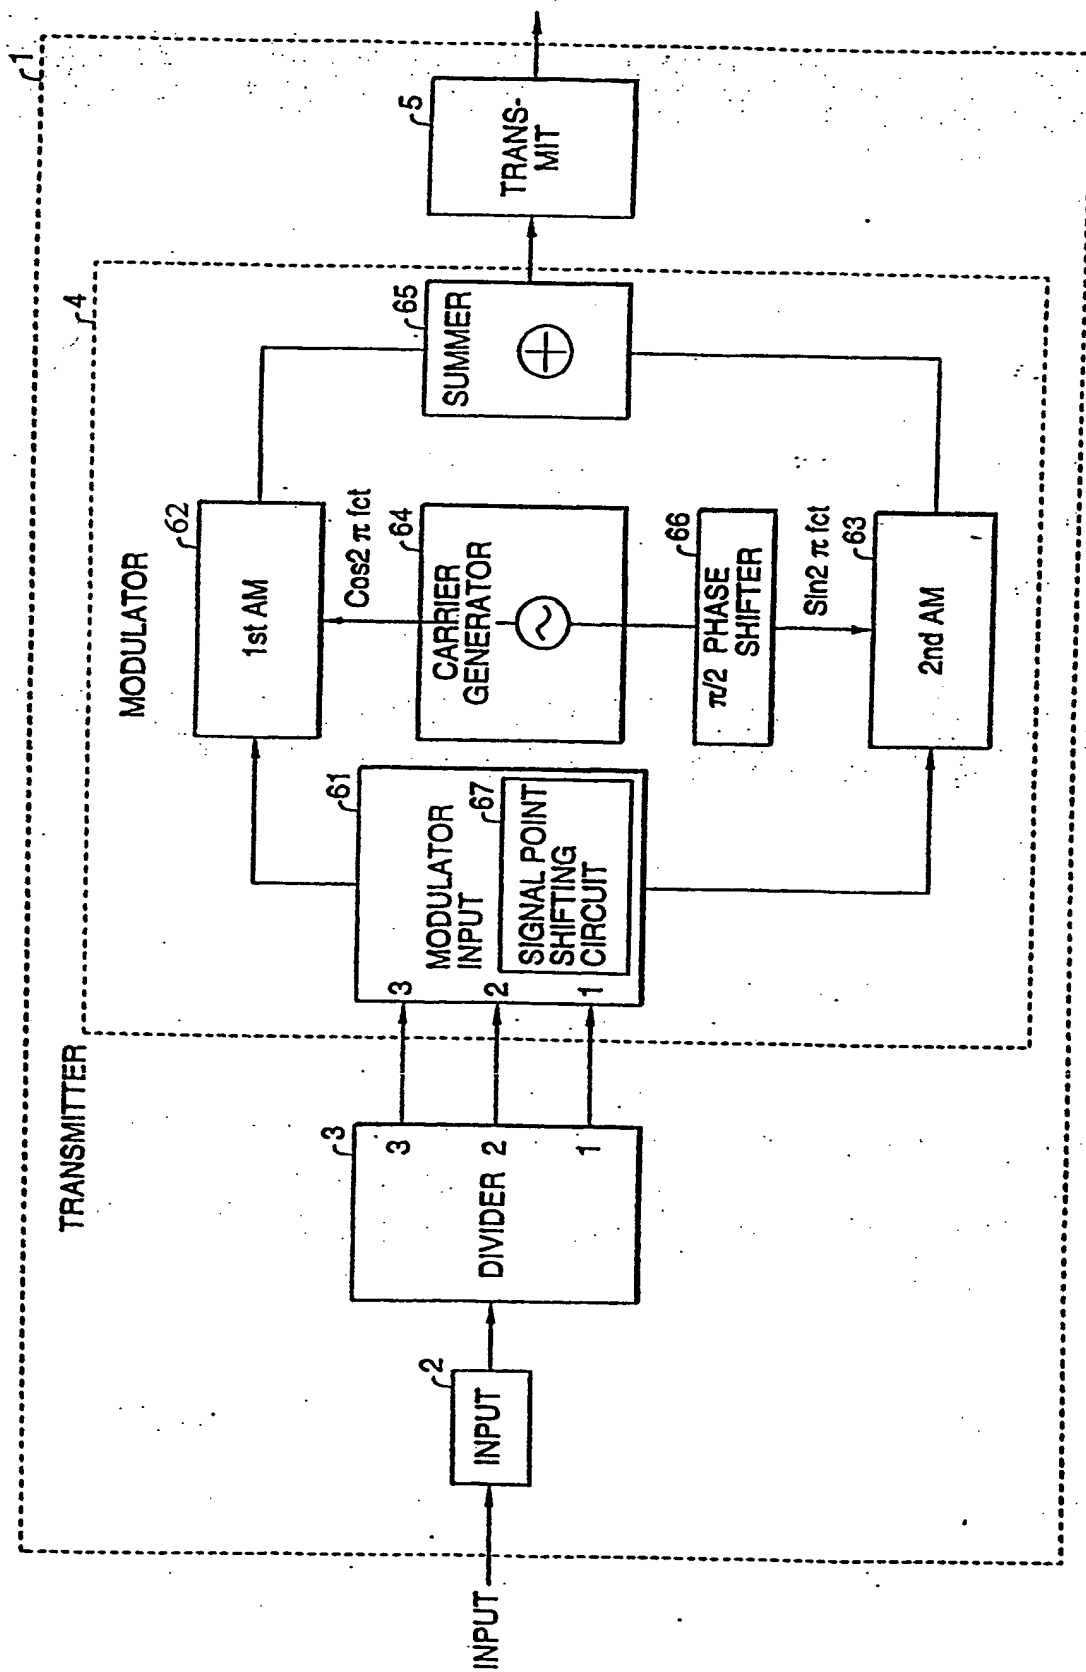 1
TRANSMITTER
4
MODULATOR
INPUT
2
INPUT
3
DIVIDER
3
2
1
61
3
2
1
MODULATOR
INPUT
67
SIGNAL POINT
SHIFTING
CIRCUIT
62
1st AM
Cos2 π fct
64
CARRIER
GENERATOR
~
66
π/2 PHASE
SHIFTER
Sin2 π fct
63
2nd AM
65
SUMMER
+
5
TRANS-
MIT